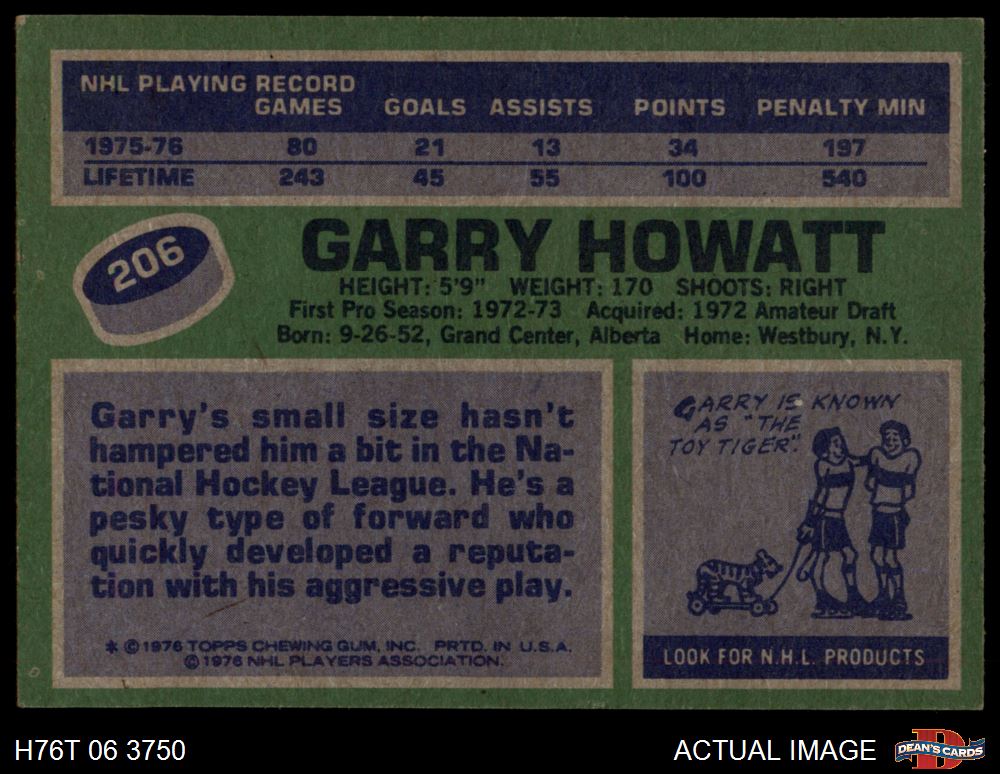 NHL PLAYING RECORD
GAMES GOALS ASSISTS POINTS PENALTY MIN
1975-76 80 21 13 34 197
LIFETIME 243 45 55 100 540
206
GARRY HOWATT
HEIGHT: 5'9" WEIGHT: 170 SHOOTS: RIGHT
First Pro Season: 1972-73 Acquired: 1972 Amateur Draft
Born: 9-26-52, Grand Center, Alberta Home: Westbury, N.Y.
Garry's small size hasn't
hampered him a bit in the Na-
tional Hockey League. He's a
pesky type of forward who
quickly developed a reputa-
tion with his aggressive play.
* ©1976 TOPPS CHEWING GUM, INC. PRTD. IN U.S.A.
©1976 NHL PLAYERS ASSOCIATION.
GARRY IS KNOWN
AS "THE
TOY TIGER".
LOOK FOR N.H.L. PRODUCTS
H76T 06 3750
ACTUAL IMAGE
D
DEAN'S CARDS